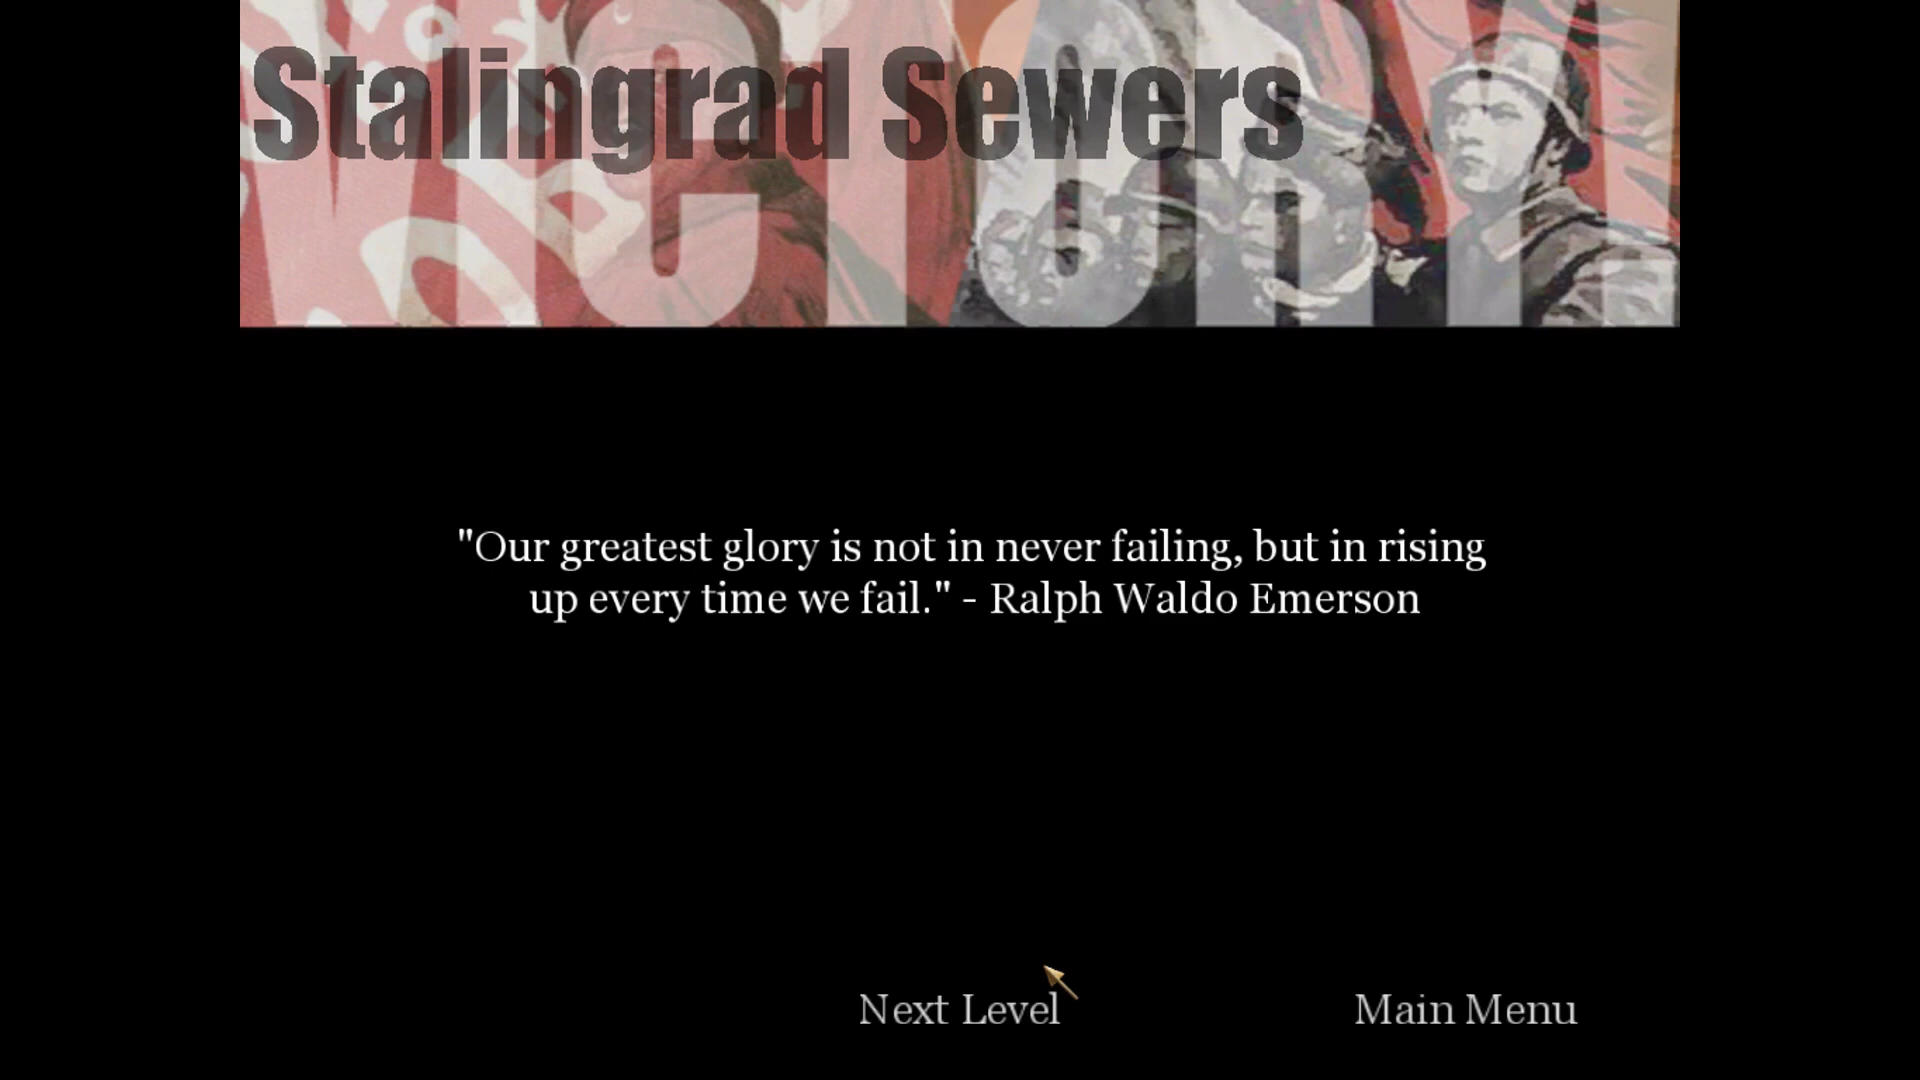 VICTORY
Stalingrad Sewers
"Our greatest glory is not in never failing, but in rising
up every time we fail." - Ralph Waldo Emerson
Next Level
Main Menu